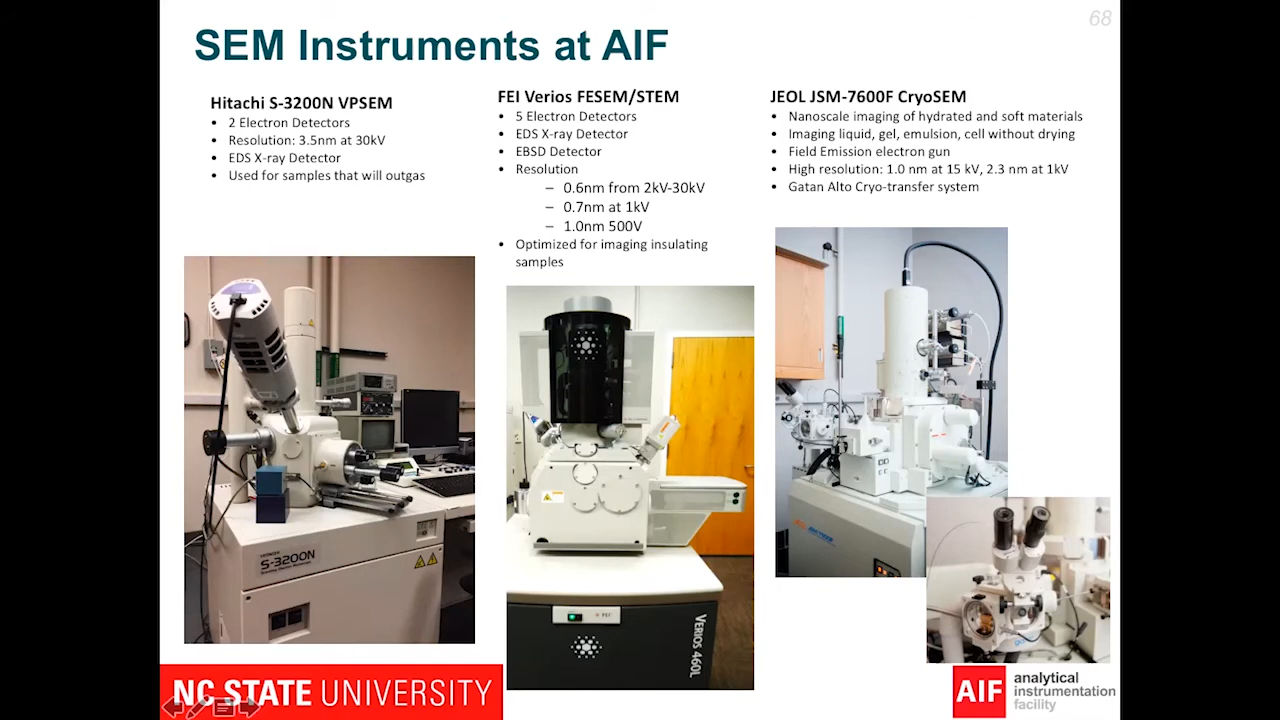 68
SEM Instruments at AIF
Hitachi S-3200N VPSEM
• 2 Electron Detectors
• Resolution: 3.5nm at 30kV
• EDS X-ray Detector
• Used for samples that will outgas
FEI Verios FESEM/STEM
• 5 Electron Detectors
• EDS X-ray Detector
• EBSD Detector
• Resolution
– 0.6nm from 2kV-30kV
– 0.7nm at 1kV
– 1.0nm 500V
• Optimized for imaging insulating
samples
JEOL JSM-7600F CryoSEM
• Nanoscale imaging of hydrated and soft materials
• Imaging liquid, gel, emulsion, cell without drying
• Field Emission electron gun
• High resolution: 1.0 nm at 15 kV, 2.3 nm at 1kV
• Gatan Alto Cryo-transfer system
HITACHI
S-3200N
FEI
VERIOS 460L
NC STATE UNIVERSITY
AIF
analytical
instrumentation
facility